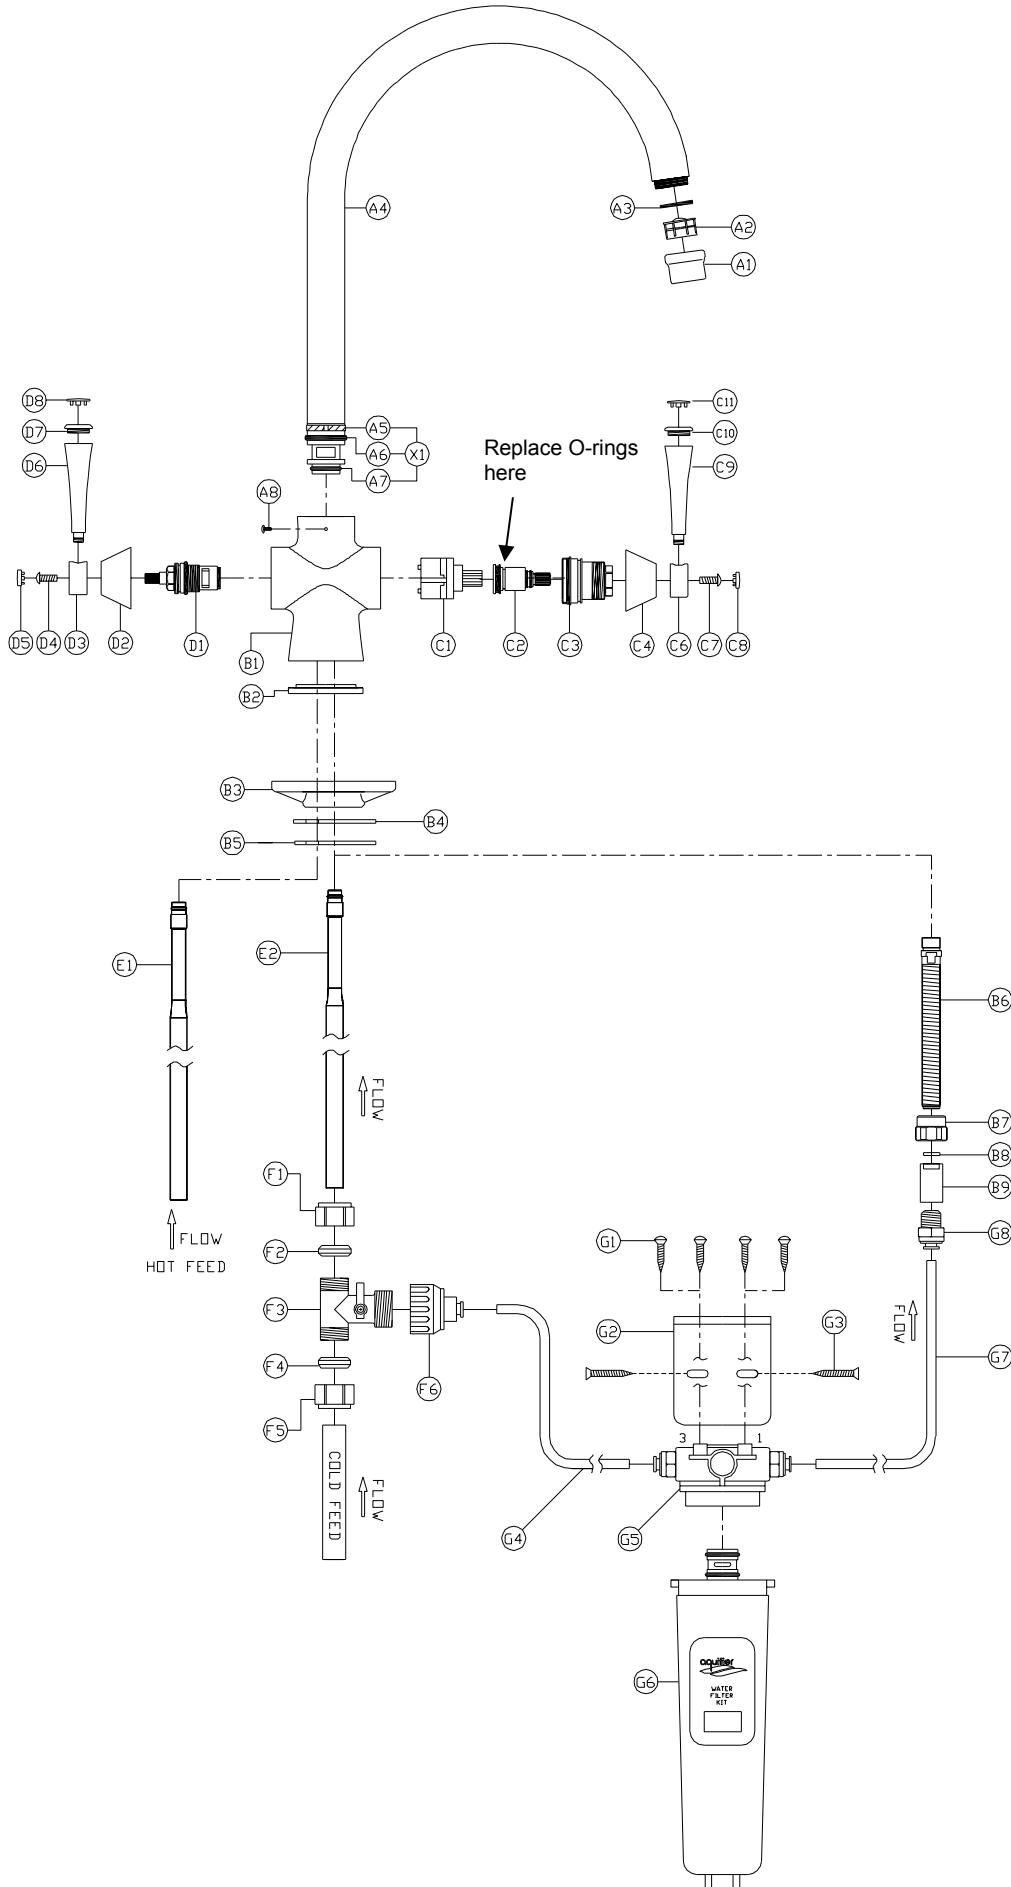 A4
A3
A2
A1
D8
D7
D6
A5
A6
X1
A7
A8
Replace O-rings
here
C11
C10
C9
D5
D4
D3
D2
D1
B1
C1
C2
C3
C4
C6
C7
C8
B2
B3
B4
B5
E1
E2
B6
FLOW
B7
B8
B9
F1
FLOW
HOT FEED
G8
G1
F2
F3
G2
G3
FLOW
G7
F4
F6
F5
3
1
COLD FEED
FLOW
G4
G5
aquifier
WATER
FILTER
KIT
G6